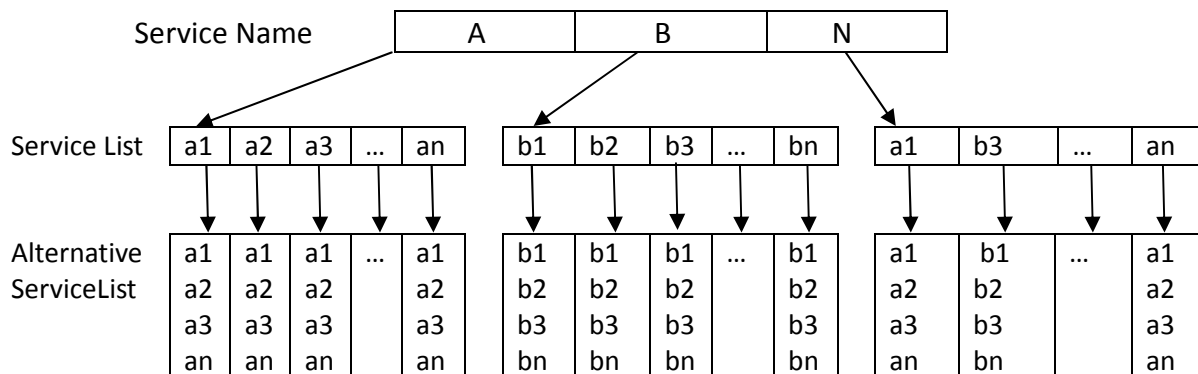 Service Name A B N
Service List a1 a2 a3 ... an b1 b2 b3 ... bn a1 b3 ... an
Alternative a1 a1 a1 ... a1 b1 b1 b1 ... b1 a1 b1 ... a1
ServiceList a2 a2 a2 a2 b2 b2 b2 b2 a2 b2 a2
a3 a3 a3 a3 b3 b3 b3 b3 a3 b3 a3
an an an an bn bn bn bn an bn an